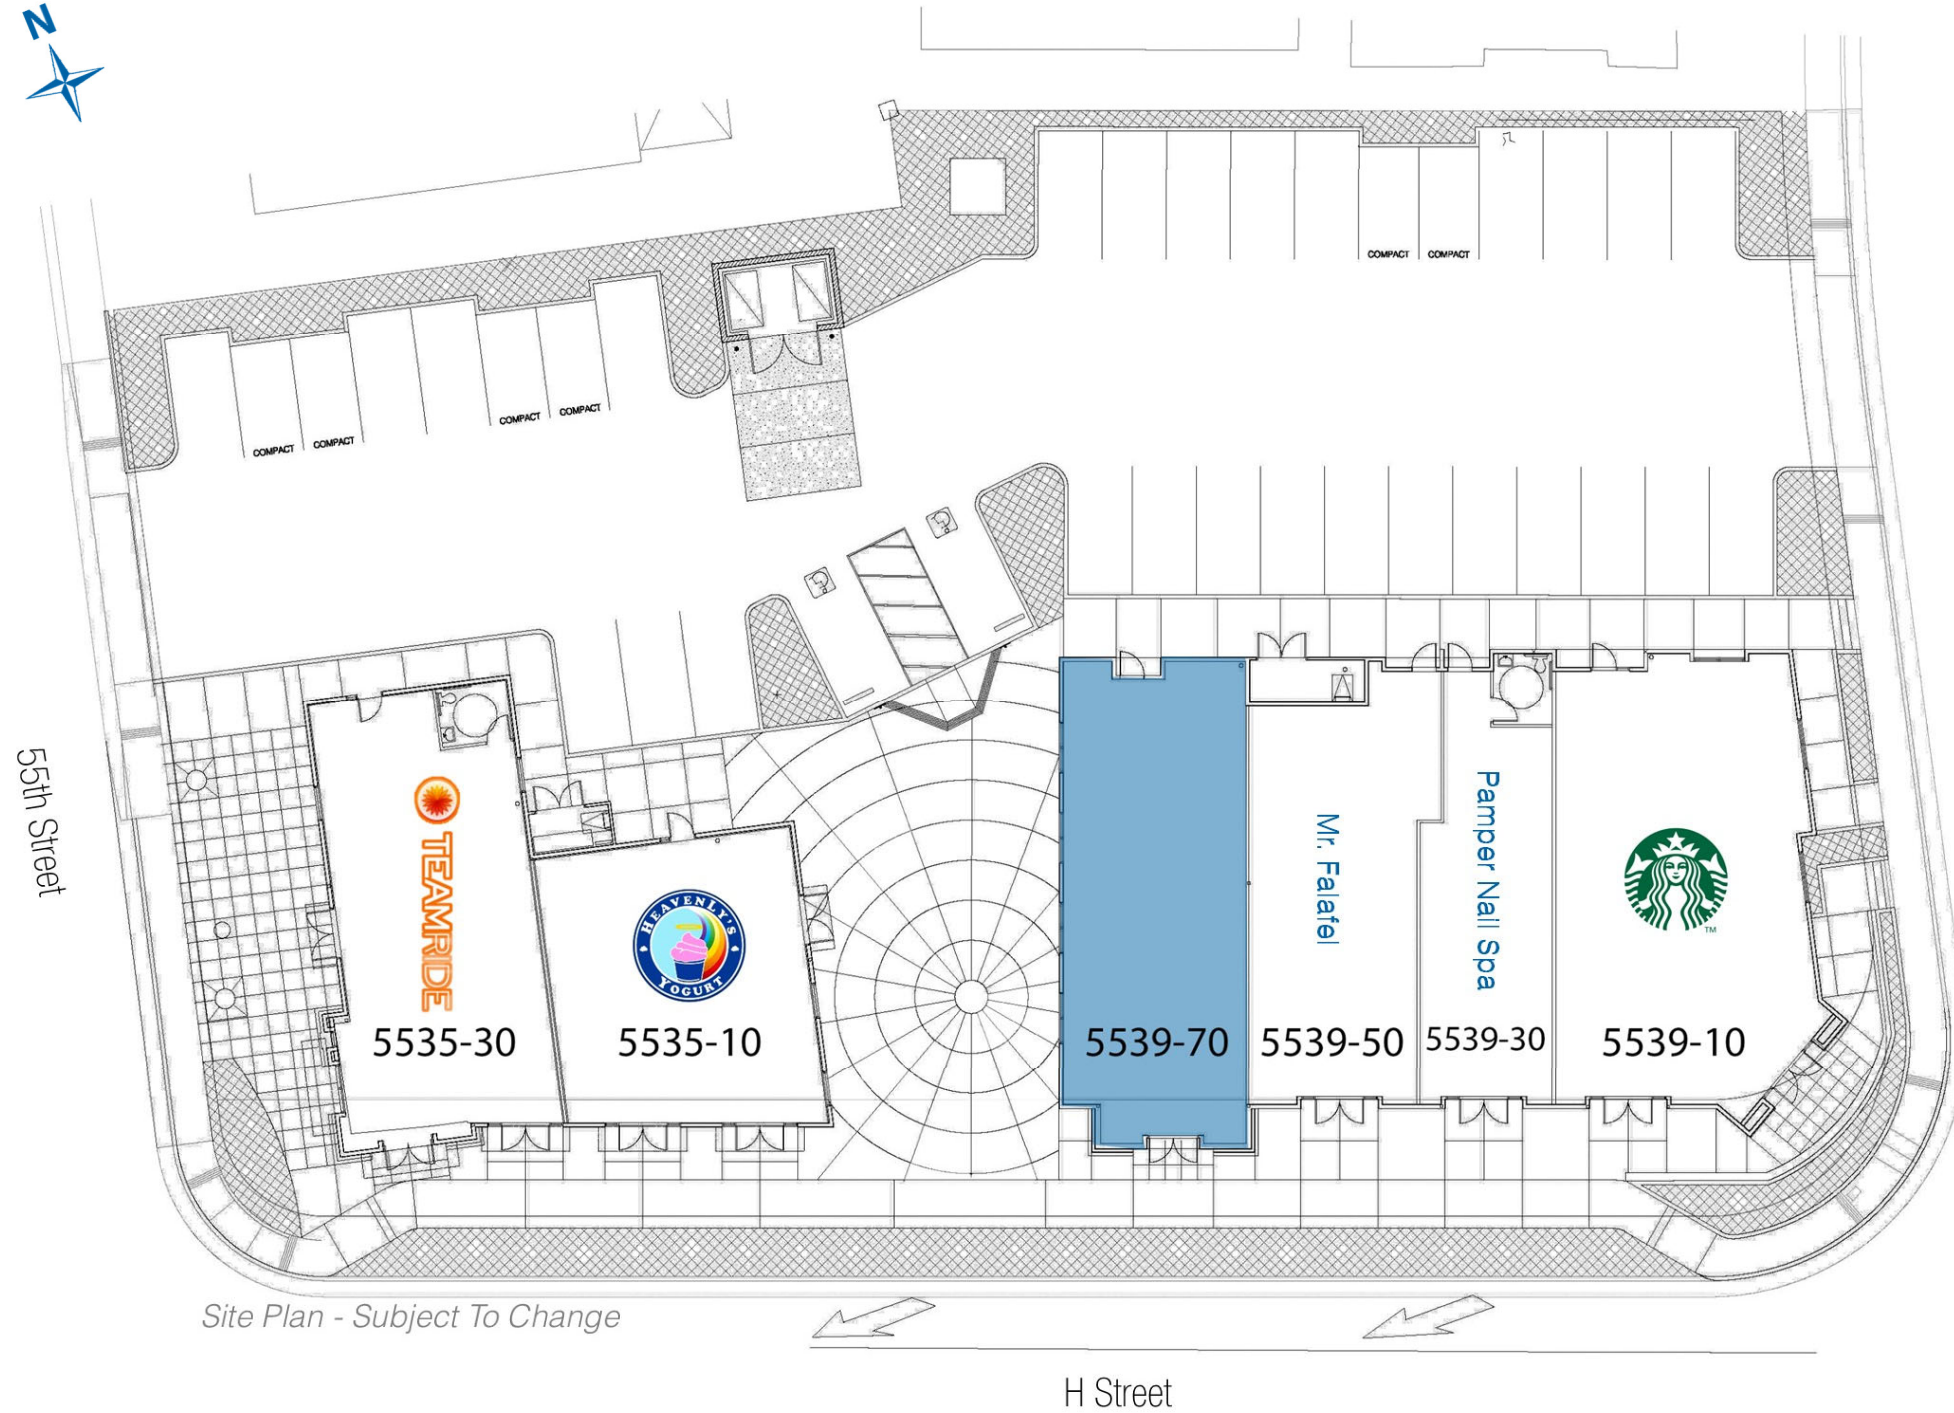 N
COMPACT COMPACT
COMPACT COMPACT
COMPACT COMPACT
55th Street
TEAMRIDE
HEAVENLY'S
YOGURT
Mr. Falafel
Pamper Nail Spa
TM
5535-30
5535-10
5539-70
5539-50
5539-30
5539-10
Site Plan - Subject To Change
H Street